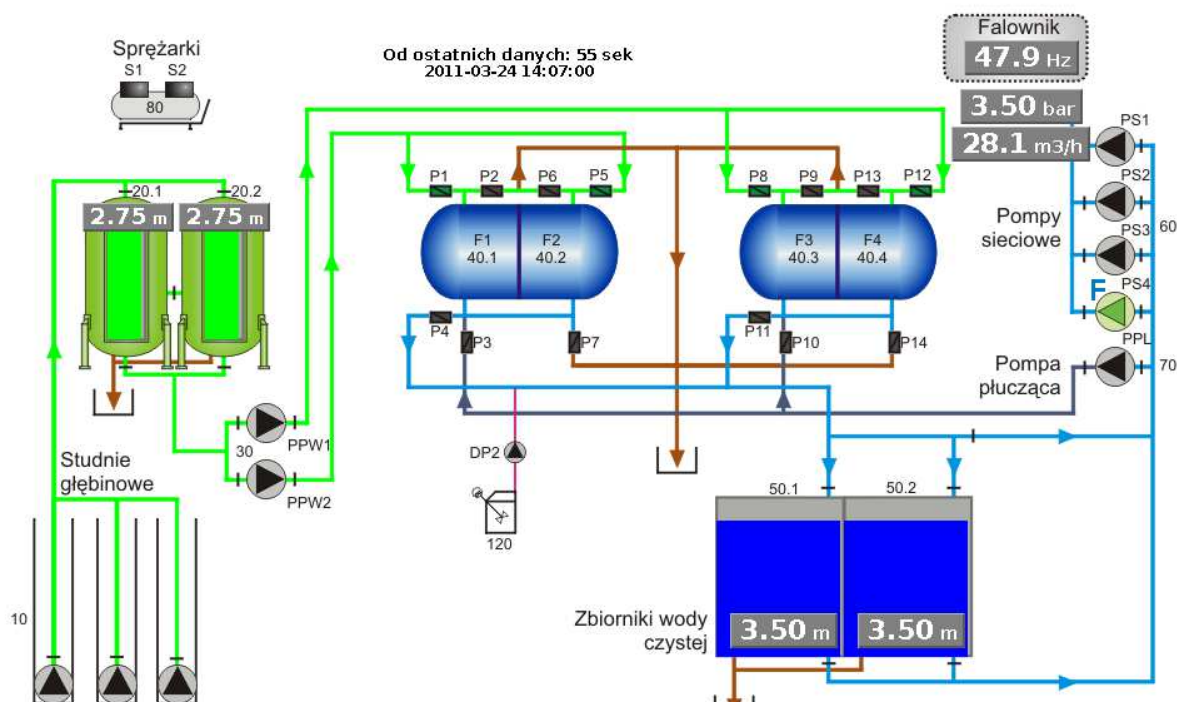 Sprężarki
S1 S2
80
Od ostatnich danych: 55 sek
2011-03-24 14:07:00
Falownik
47.9 Hz
3.50 bar
28.1 m3/h
PS1
PS2
PS3
PS4
F
Pompy
sieciowe
60
PPL
Pompa
płucząca
70
20.1 20.2
2.75 m 2.75 m
P1 P2 P6 P5
P8 P9 P13 P12
F1 F2
40.1 40.2
F3 F4
40.3 40.4
P4 P3 P7
P11 P10 P14
PPW1
30
PPW2
Studnie
głębinowe
10
DP2
120
50.1 50.2
Zbiorniki wody
czystej
3.50 m 3.50 m